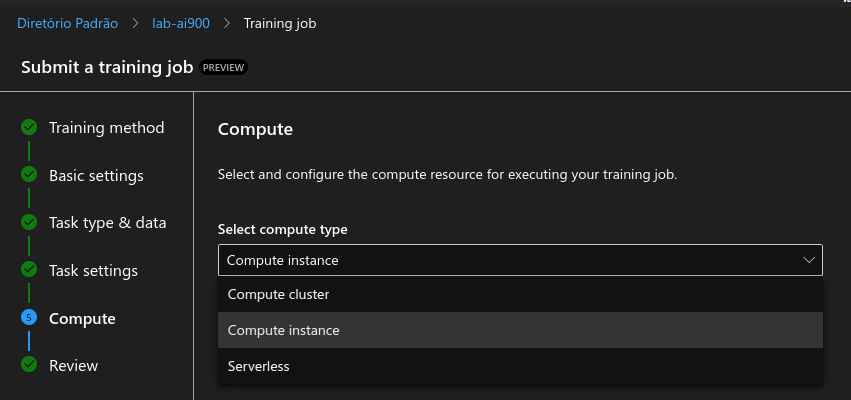 Diretório Padrão > lab-ai900 > Training job
Submit a training job PREVIEW
Training method
Basic settings
Task type & data
Task settings
5 Compute
Review
Compute
Select and configure the compute resource for executing your training job.
Select compute type
Compute instance
Compute cluster
Compute instance
Serverless